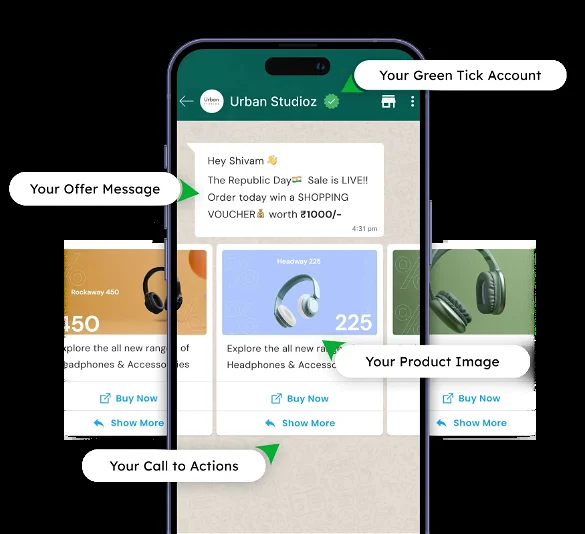 Your Green Tick Account
Urban
Urban Studioz
Hey Shivam 👋
Your Offer Message
The Republic Day🇮🇳 Sale is LIVE!!
Order today win a SHOPPING
VOUCHER💰 worth ₹1000/-
4:31 pm
Rockaway 450
450
Explore the all new range of
Headphones & Accessories
Buy Now
Show More
Headway 225
225
Explore the all new
Headphones &
Buy Now
Show More
Your Product Image
Buy Now
Show More
Your Call to Actions